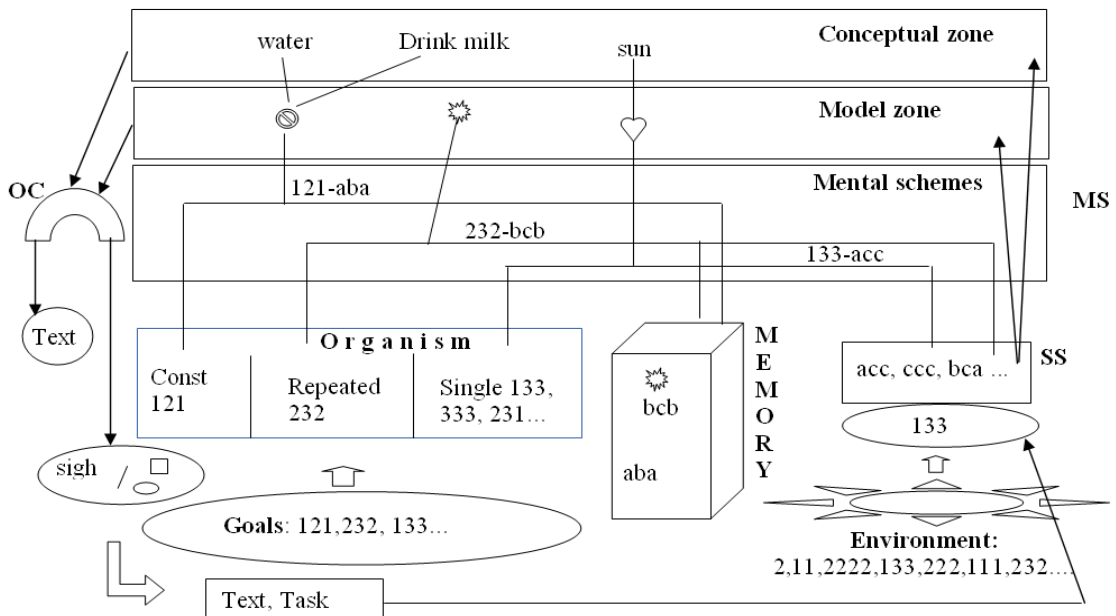 Conceptual zone
water
Drink milk
sun
Model zone
OC
121-aba
Mental schemes
MS
232-bcb
133-acc
Text
Organism
Const
121
Repeated
232
Single 133,
333, 231...
MEMORY
bcb
aba
acc, ccc, bca ...
SS
133
sigh
Goals: 121,232, 133...
Environment:
2,11,2222,133,222,111,232....
Text, Task